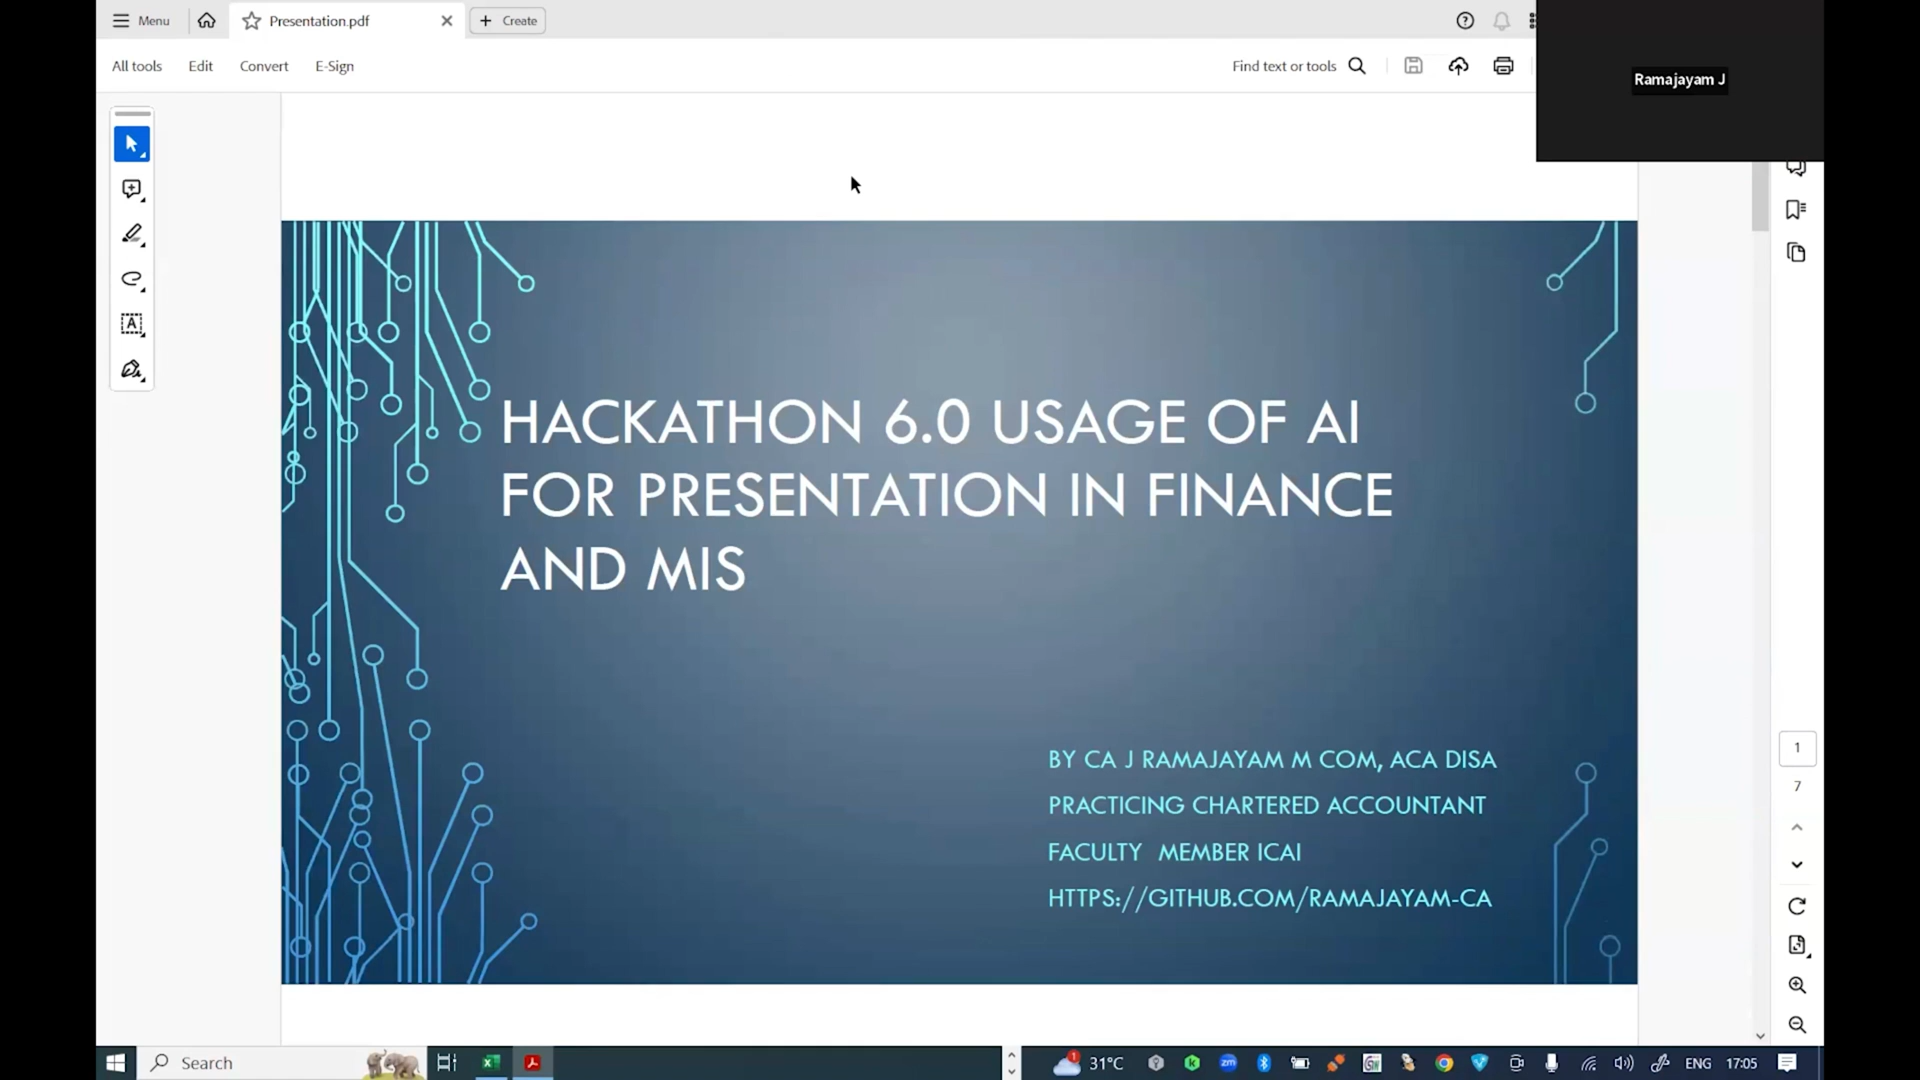 Menu
Presentation.pdf
Create
All tools
Edit
Convert
E-Sign
Find text or tools
Ramajayam J
HACKATHON 6.0 USAGE OF AI
FOR PRESENTATION IN FINANCE
AND MIS
BY CA J RAMAJAYAM M COM, ACA DISA
PRACTICING CHARTERED ACCOUNTANT
FACULTY MEMBER ICAI
HTTPS://GITHUB.COM/RAMAJAYAM-CA
1
7
Search
1
31°C
ENG
17:05